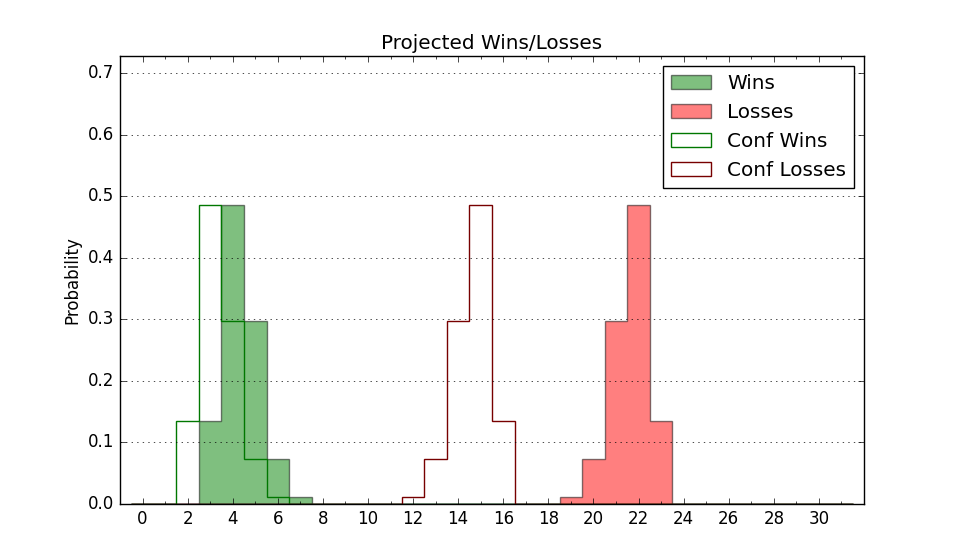 Projected Wins/Losses
0.7
0.6
0.5
0.4
0.3
0.2
0.1
0.0
Probability
Wins
Losses
Conf Wins
Conf Losses
0 2 4 6 8 10 12 14 16 18 20 22 24 26 28 30